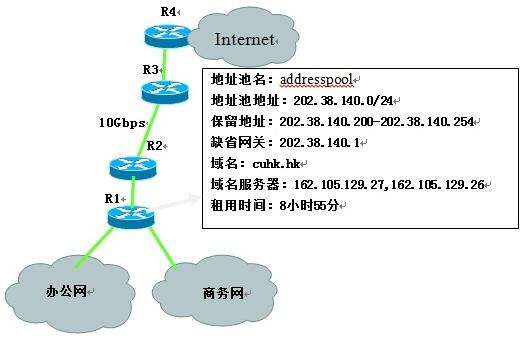 R4
Internet
R3
地址池名：addresspool
地址池地址：202.38.140.0/24
10Gbps
保留地址：202.38.140.200-202.38.140.254
缺省网关：202.38.140.1
R2
域名：cuhk.hk
域名服务器：162.105.129.27,162.105.129.26
R1
租用时间：8小时55分
办公网
商务网